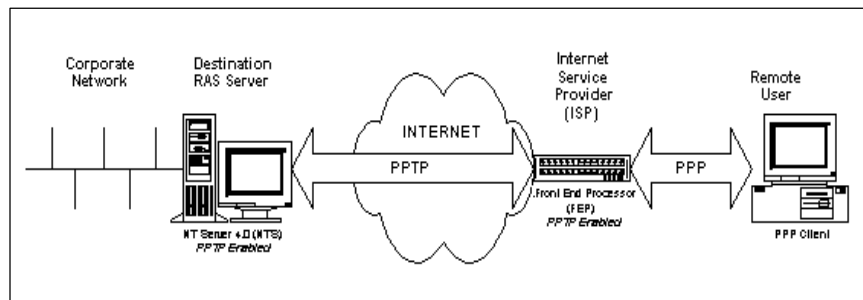 Corporate
Network
Destination
RAS Server
Internet
Service
Provider
(ISP)
Remote
User
INTERNET
PPTP
PPP
NT Server 4.0 (NTS)
PPTP Enabled
Front End Processor
(FEP)
PPTP Enabled
PPP Client